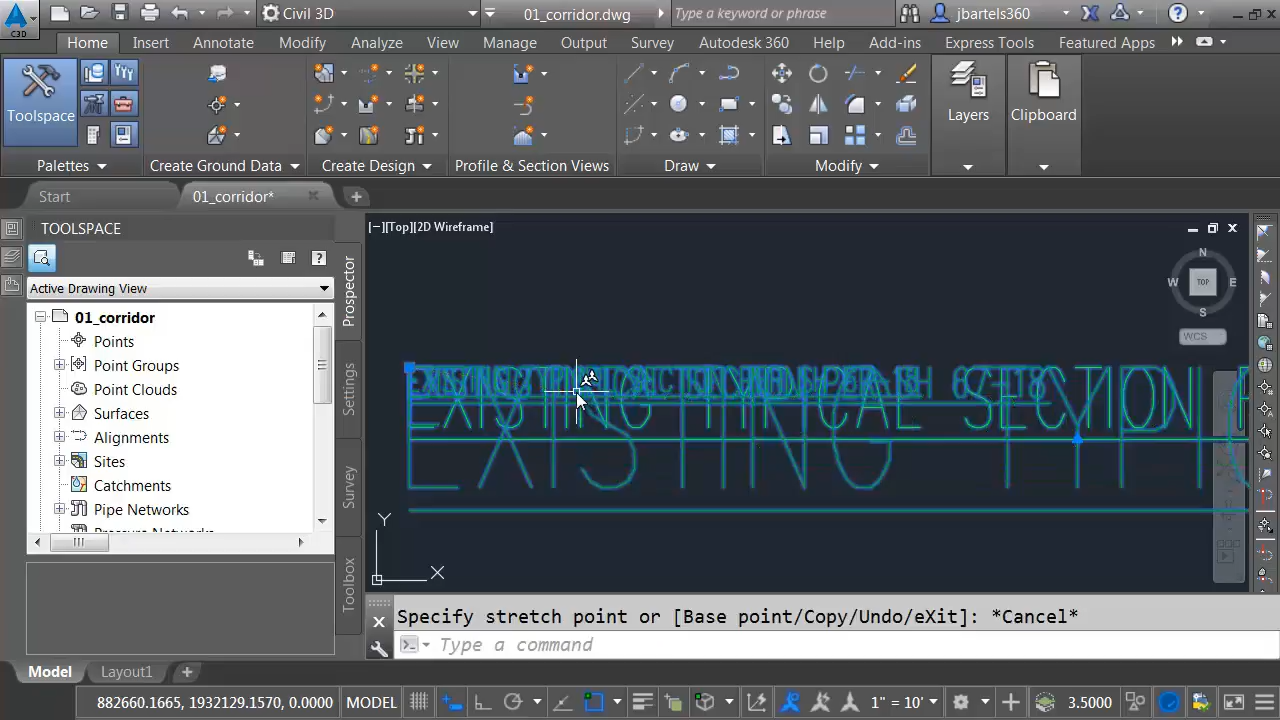 C3D
Civil 3D
01_corridor.dwg
Type a keyword or phrase
jbartels360
?
Home
Insert
Annotate
Modify
Analyze
View
Manage
Output
Survey
Autodesk 360
Help
Add-ins
Express Tools
Featured Apps
Toolspace
Layers
Clipboard
Palettes
Create Ground Data
Create Design
Profile & Section Views
Draw
Modify
Start
01_corridor*
TOOLSPACE
[−][Top][2D Wireframe]
?
Active Drawing View
01_corridor
Points
Point Groups
Point Clouds
Surfaces
Alignments
Sites
Catchments
Pipe Networks
Prospector
Settings
Survey
Toolbox
N
W
TOP
E
S
WCS
EXISTING
SECTION
EXISTING TYPIC
Y
X
Specify stretch point or [Base point/Copy/Undo/eXit]: *Cancel*
Type a command
Model
Layout1
882660.1665, 1932129.1570, 0.0000
MODEL
1" = 10'
3.5000